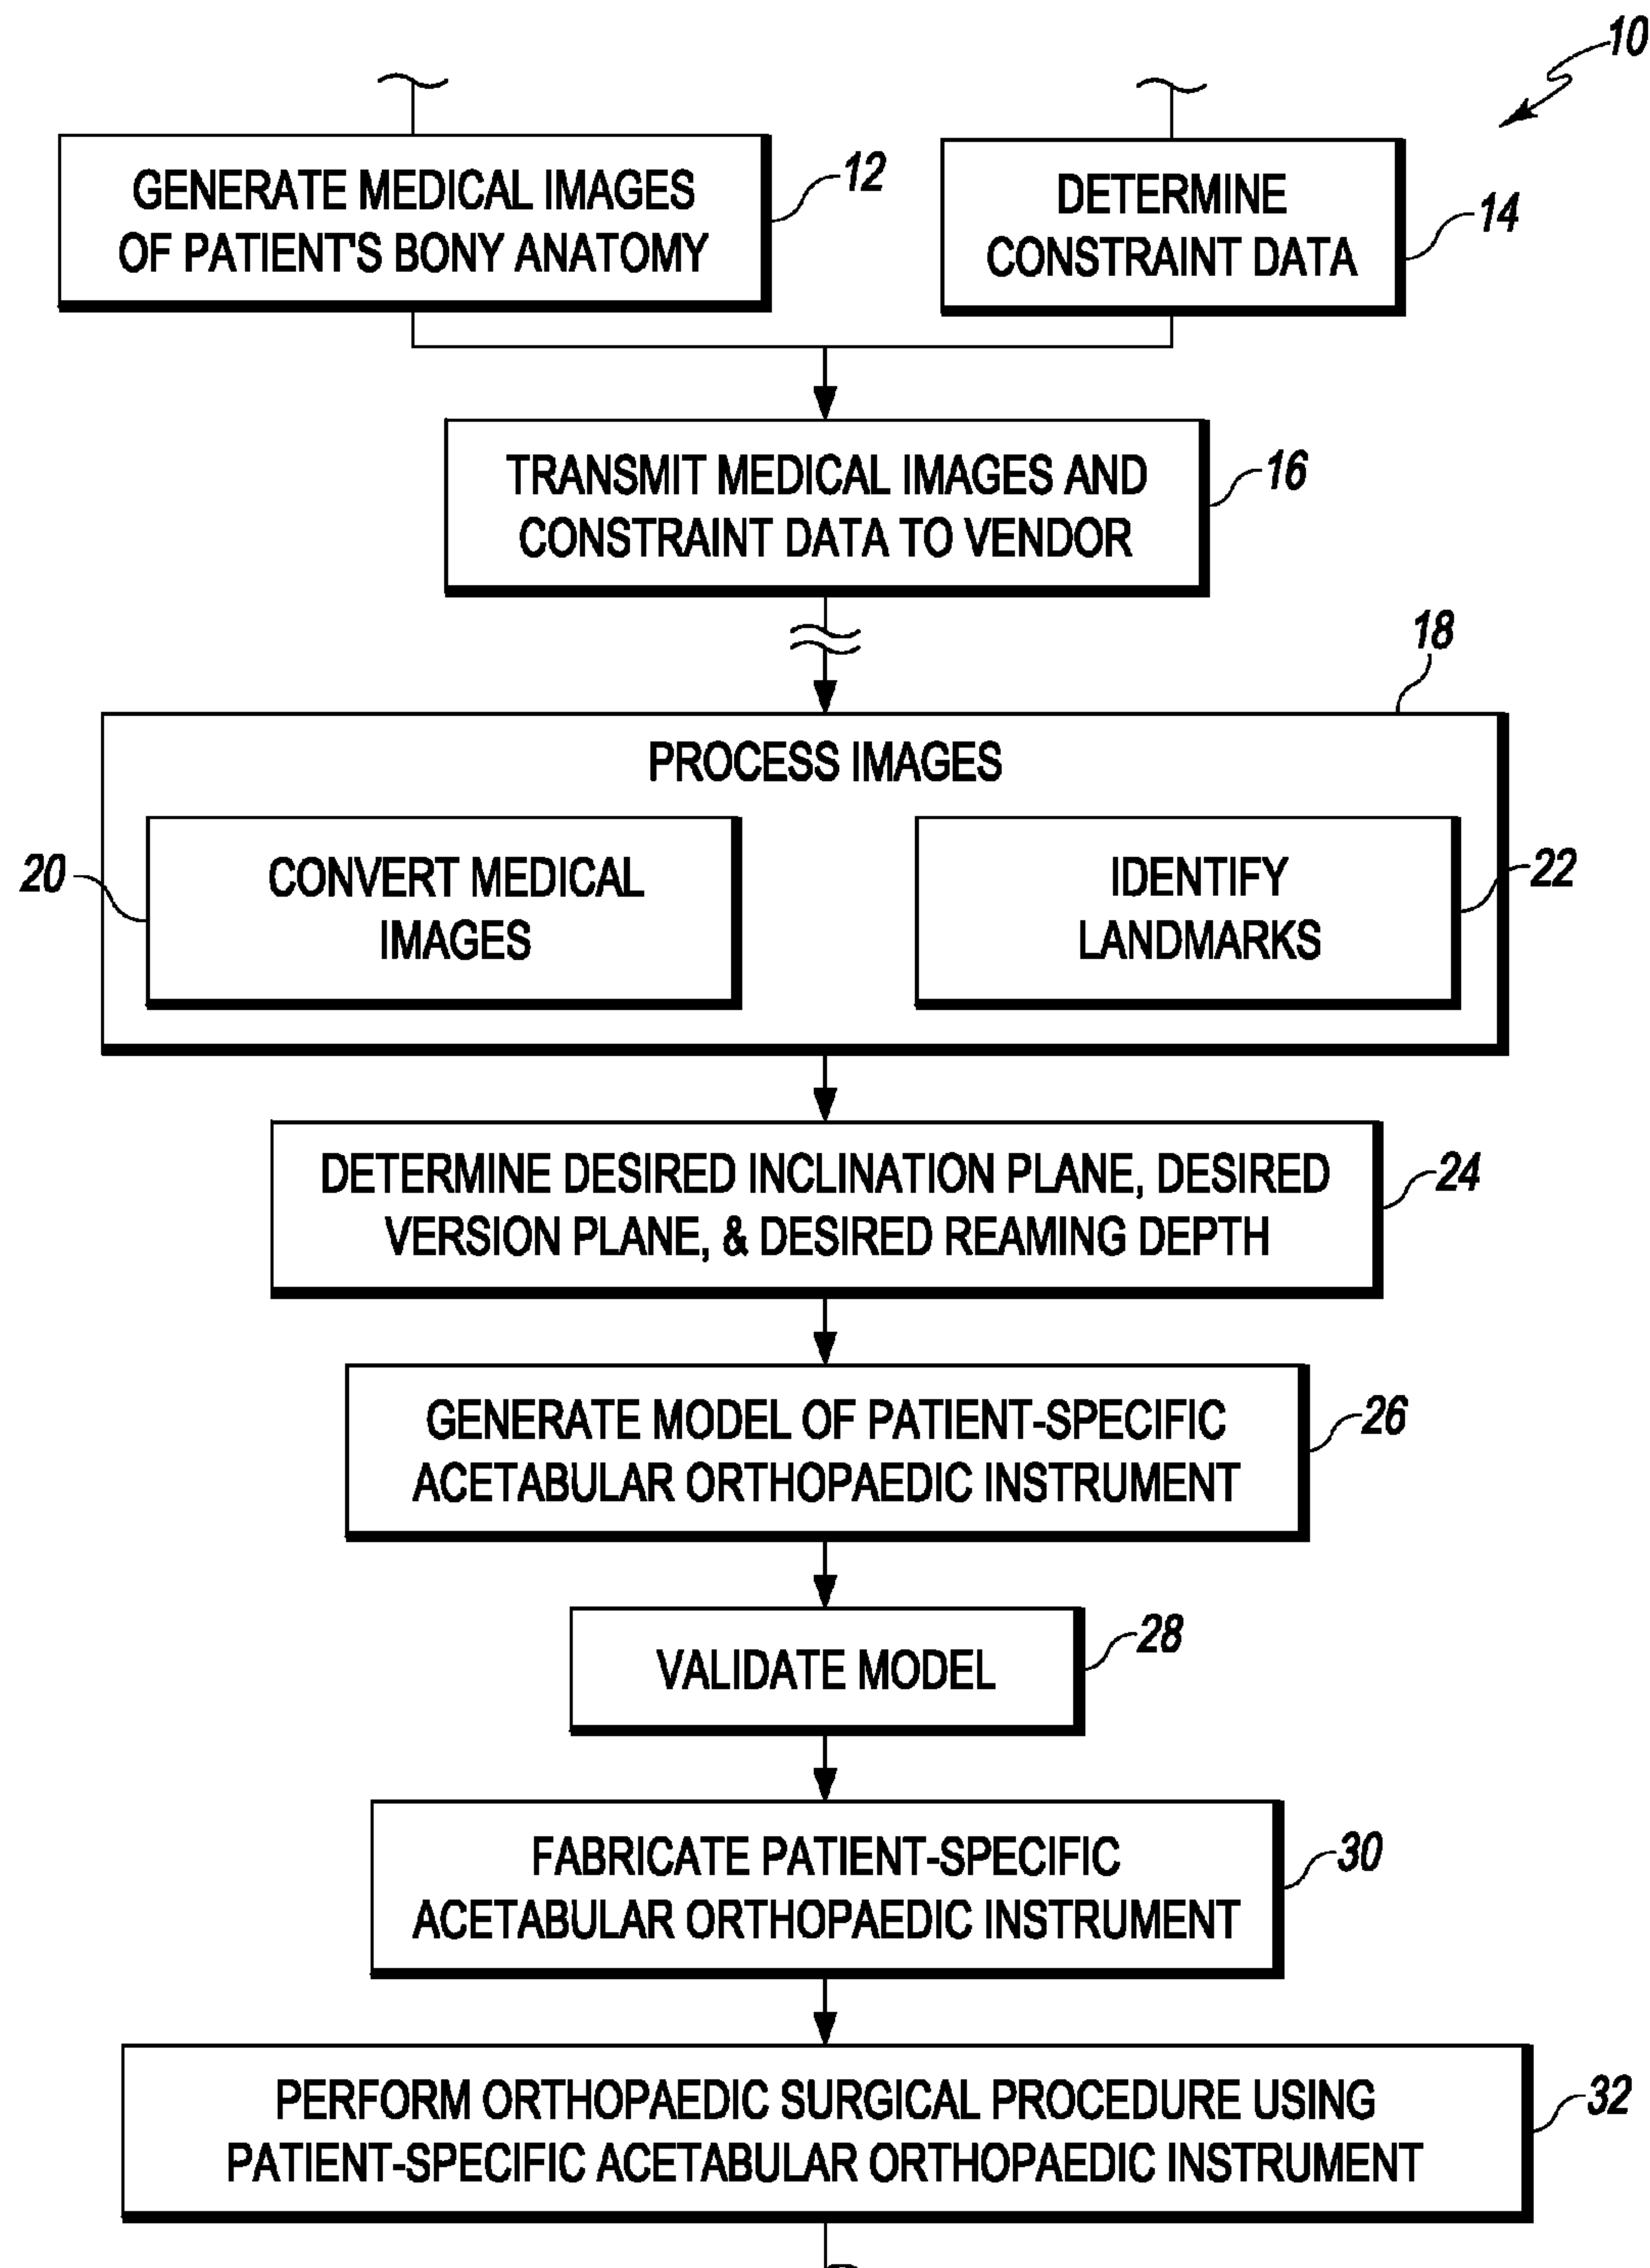 10
GENERATE MEDICAL IMAGES
OF PATIENT'S BONY ANATOMY
12
DETERMINE
CONSTRAINT DATA
14
TRANSMIT MEDICAL IMAGES AND
CONSTRAINT DATA TO VENDOR
16
18
PROCESS IMAGES
20
CONVERT MEDICAL
IMAGES
IDENTIFY
LANDMARKS
22
DETERMINE DESIRED INCLINATION PLANE, DESIRED
VERSION PLANE, & DESIRED REAMING DEPTH
24
GENERATE MODEL OF PATIENT-SPECIFIC
ACETABULAR ORTHOPAEDIC INSTRUMENT
26
VALIDATE MODEL
28
FABRICATE PATIENT-SPECIFIC
ACETABULAR ORTHOPAEDIC INSTRUMENT
30
PERFORM ORTHOPAEDIC SURGICAL PROCEDURE USING
PATIENT-SPECIFIC ACETABULAR ORTHOPAEDIC INSTRUMENT
32